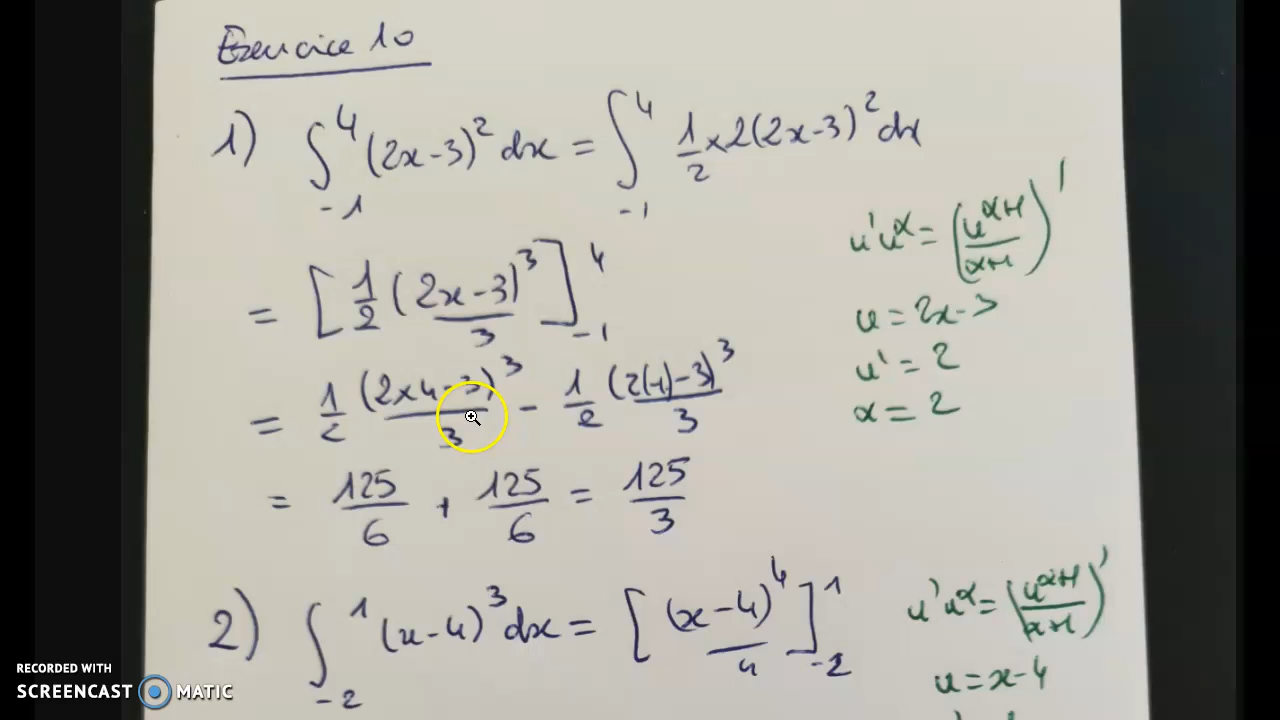 Exercice 10
1) ∫_{-1}^{4} (2x-3)² dx = ∫_{-1}^{4} 1/2 × 2(2x-3)² dx
u'u^α = (u^{α+1}/(α+1))'
= [1/2 (2x-3)³/3]_{-1}^{4}
u = 2x-3
u' = 2
= 1/2 (2×4-3)³/3 - 1/2 (2(-1)-3)³/3
α = 2
= 125/6 + 125/6 = 125/3
2) ∫_{-2}^{1} (x-4)³ dx = [(x-4)⁴/4]_{-2}^{1}
u'u^α = (u^{α+1}/(α+1))'
u = x-4
RECORDED WITH
SCREENCAST MATIC